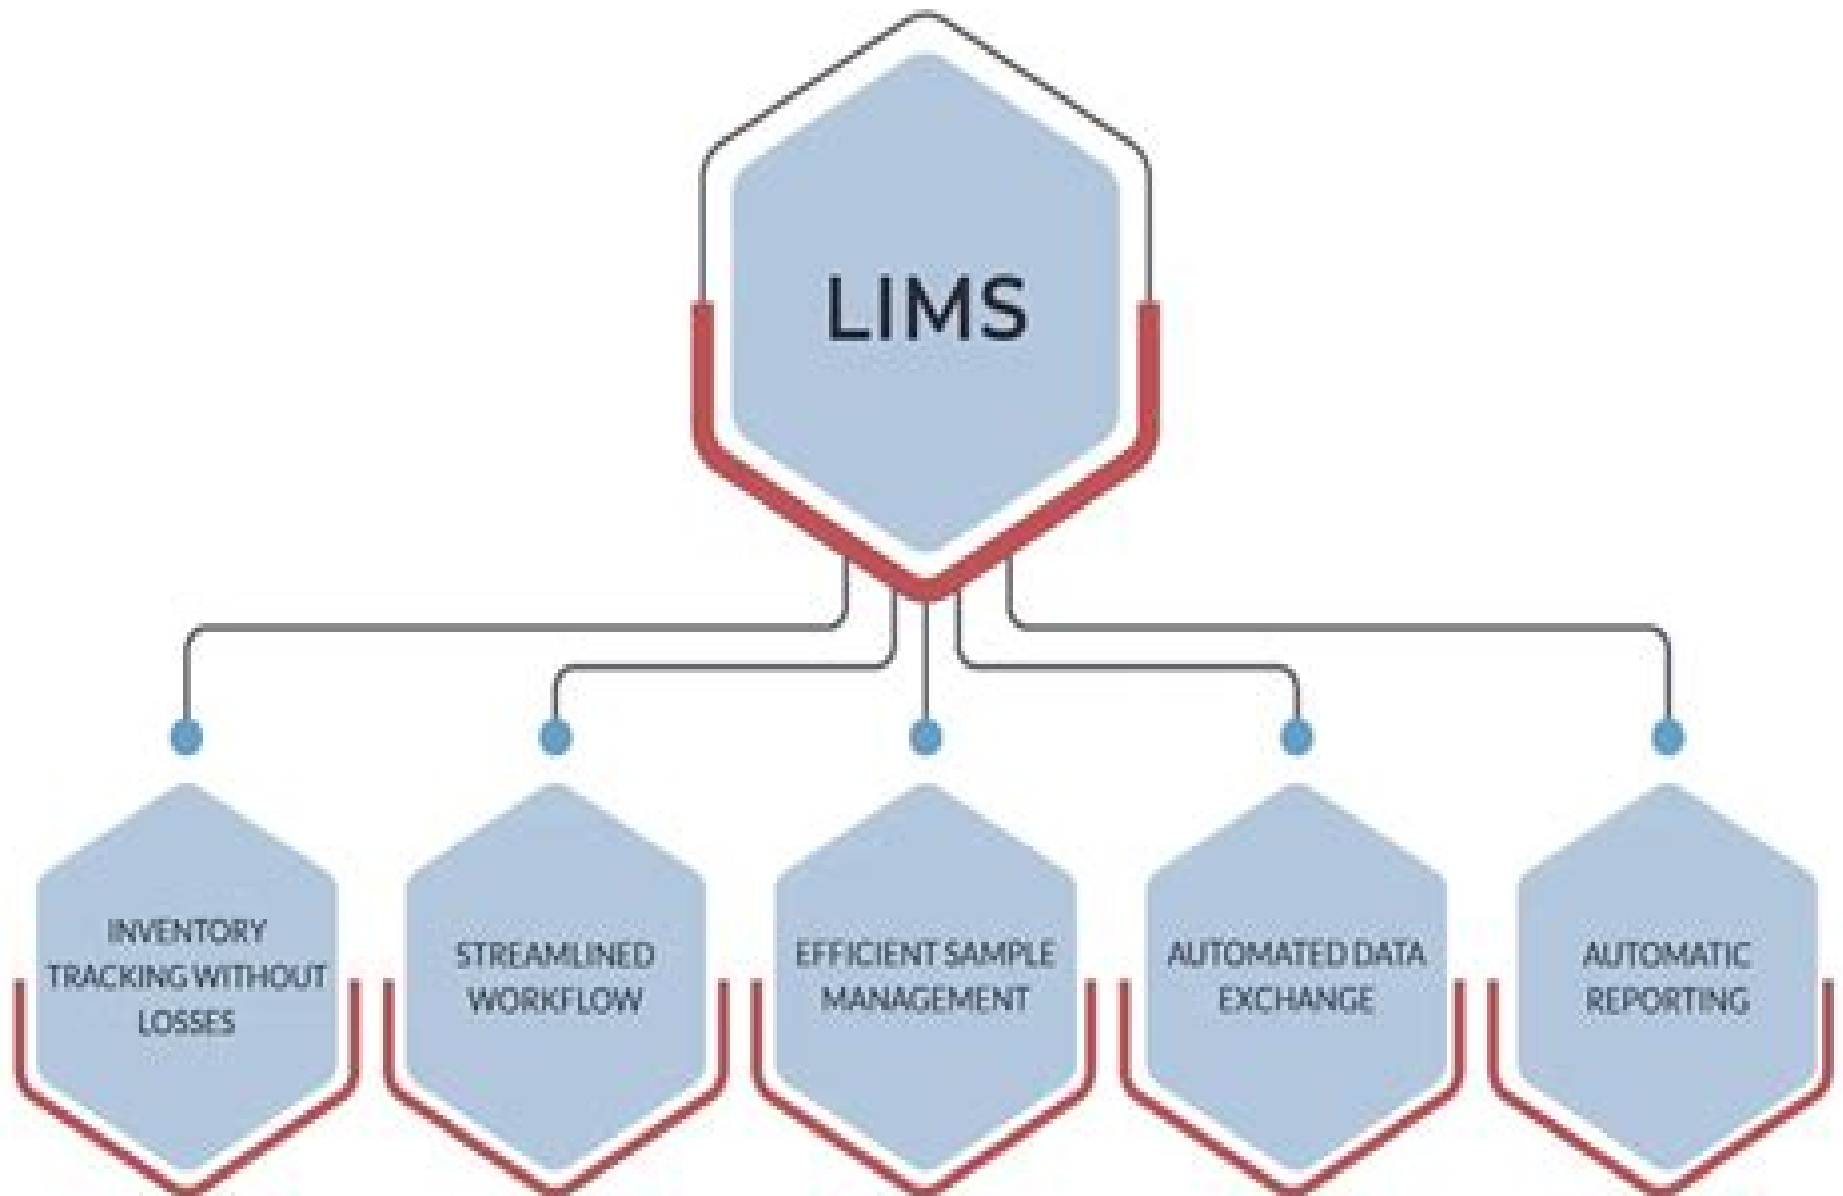 LIMS
INVENTORY
TRACKING WITHOUT
LOSSES
STREAMLINED
WORKFLOW
EFFICIENT SAMPLE
MANAGEMENT
AUTOMATED DATA
EXCHANGE
AUTOMATIC
REPORTING